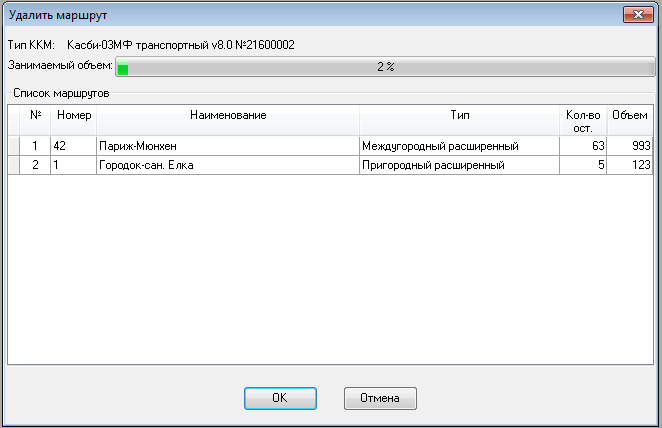 Удалить маршрут
Тип ККМ: Касби-03МФ транспортный v8.0 №21600002
Занимаемый объем: 2 %
Список маршрутов
№ Номер Наименование Тип Кол-во ост. Объем
1 42 Париж-Мюнхен Междугородный расширенный 63 993
2 1 Городок-сан. Елка Пригородный расширенный 5 123
OK Отмена